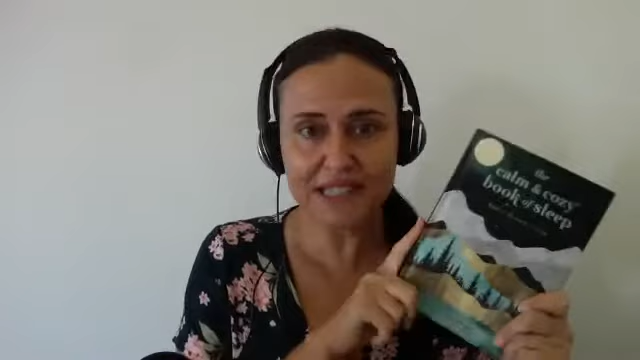 the
calm & cozy
book of sleep